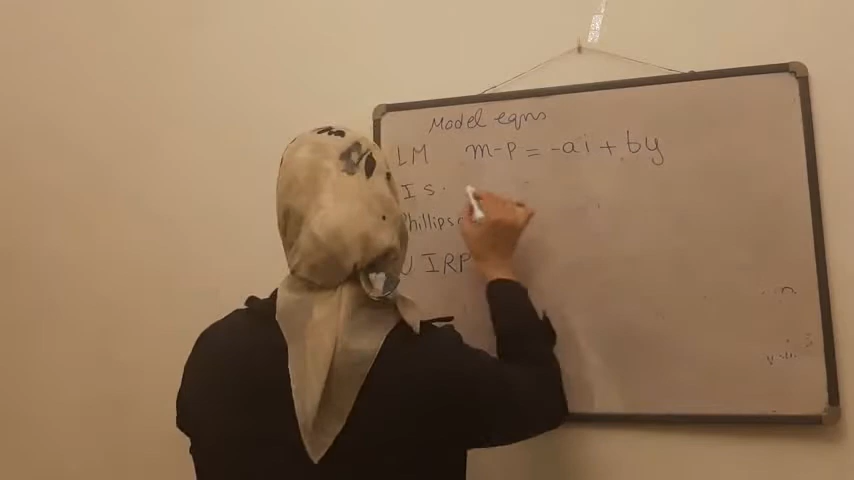 Model eqns
LM m-p = -ai + by
IS.
Phillips
UIRP